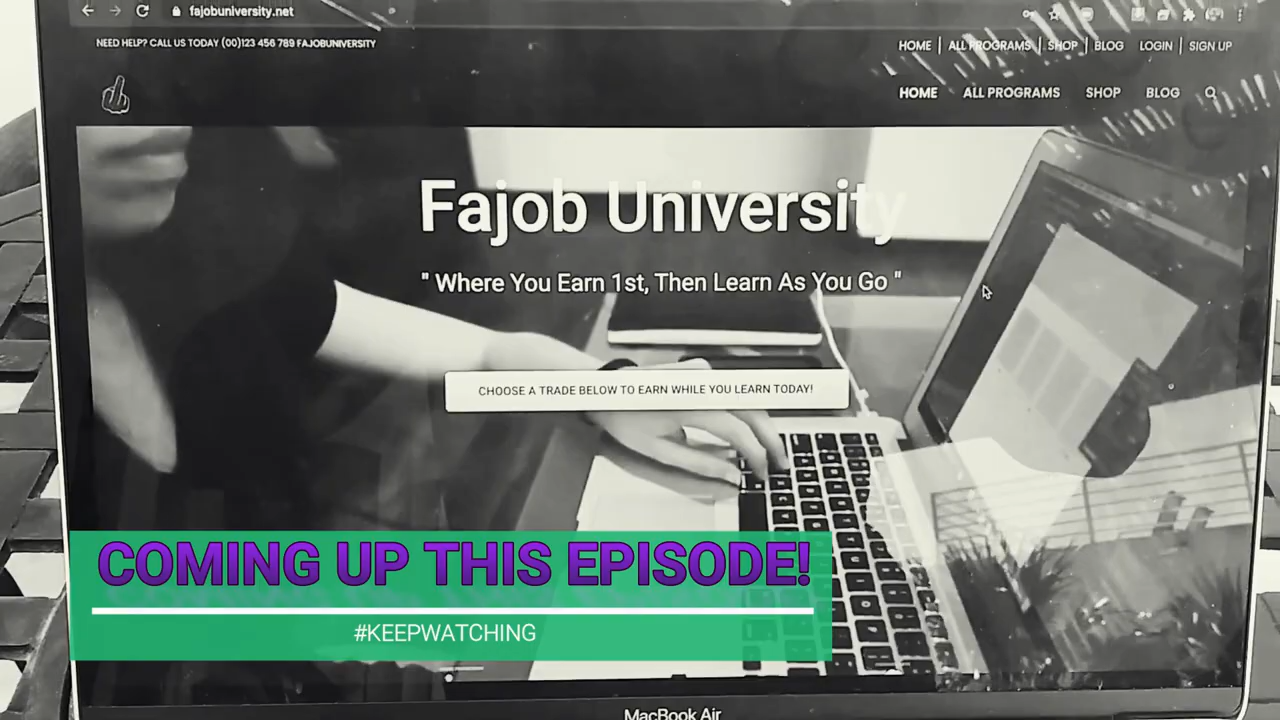 fajobuniversity.net
NEED HELP? CALL US TODAY (00)123 456 789 FAJOBUNIVERSITY
HOME | ALL PROGRAMS | SHOP | BLOG LOGIN | SIGN UP
HOME ALL PROGRAMS SHOP BLOG
Fajob University
" Where You Earn 1st, Then Learn As You Go "
CHOOSE A TRADE BELOW TO EARN WHILE YOU LEARN TODAY!
COMING UP THIS EPISODE!
#KEEPWATCHING
MacBook Air